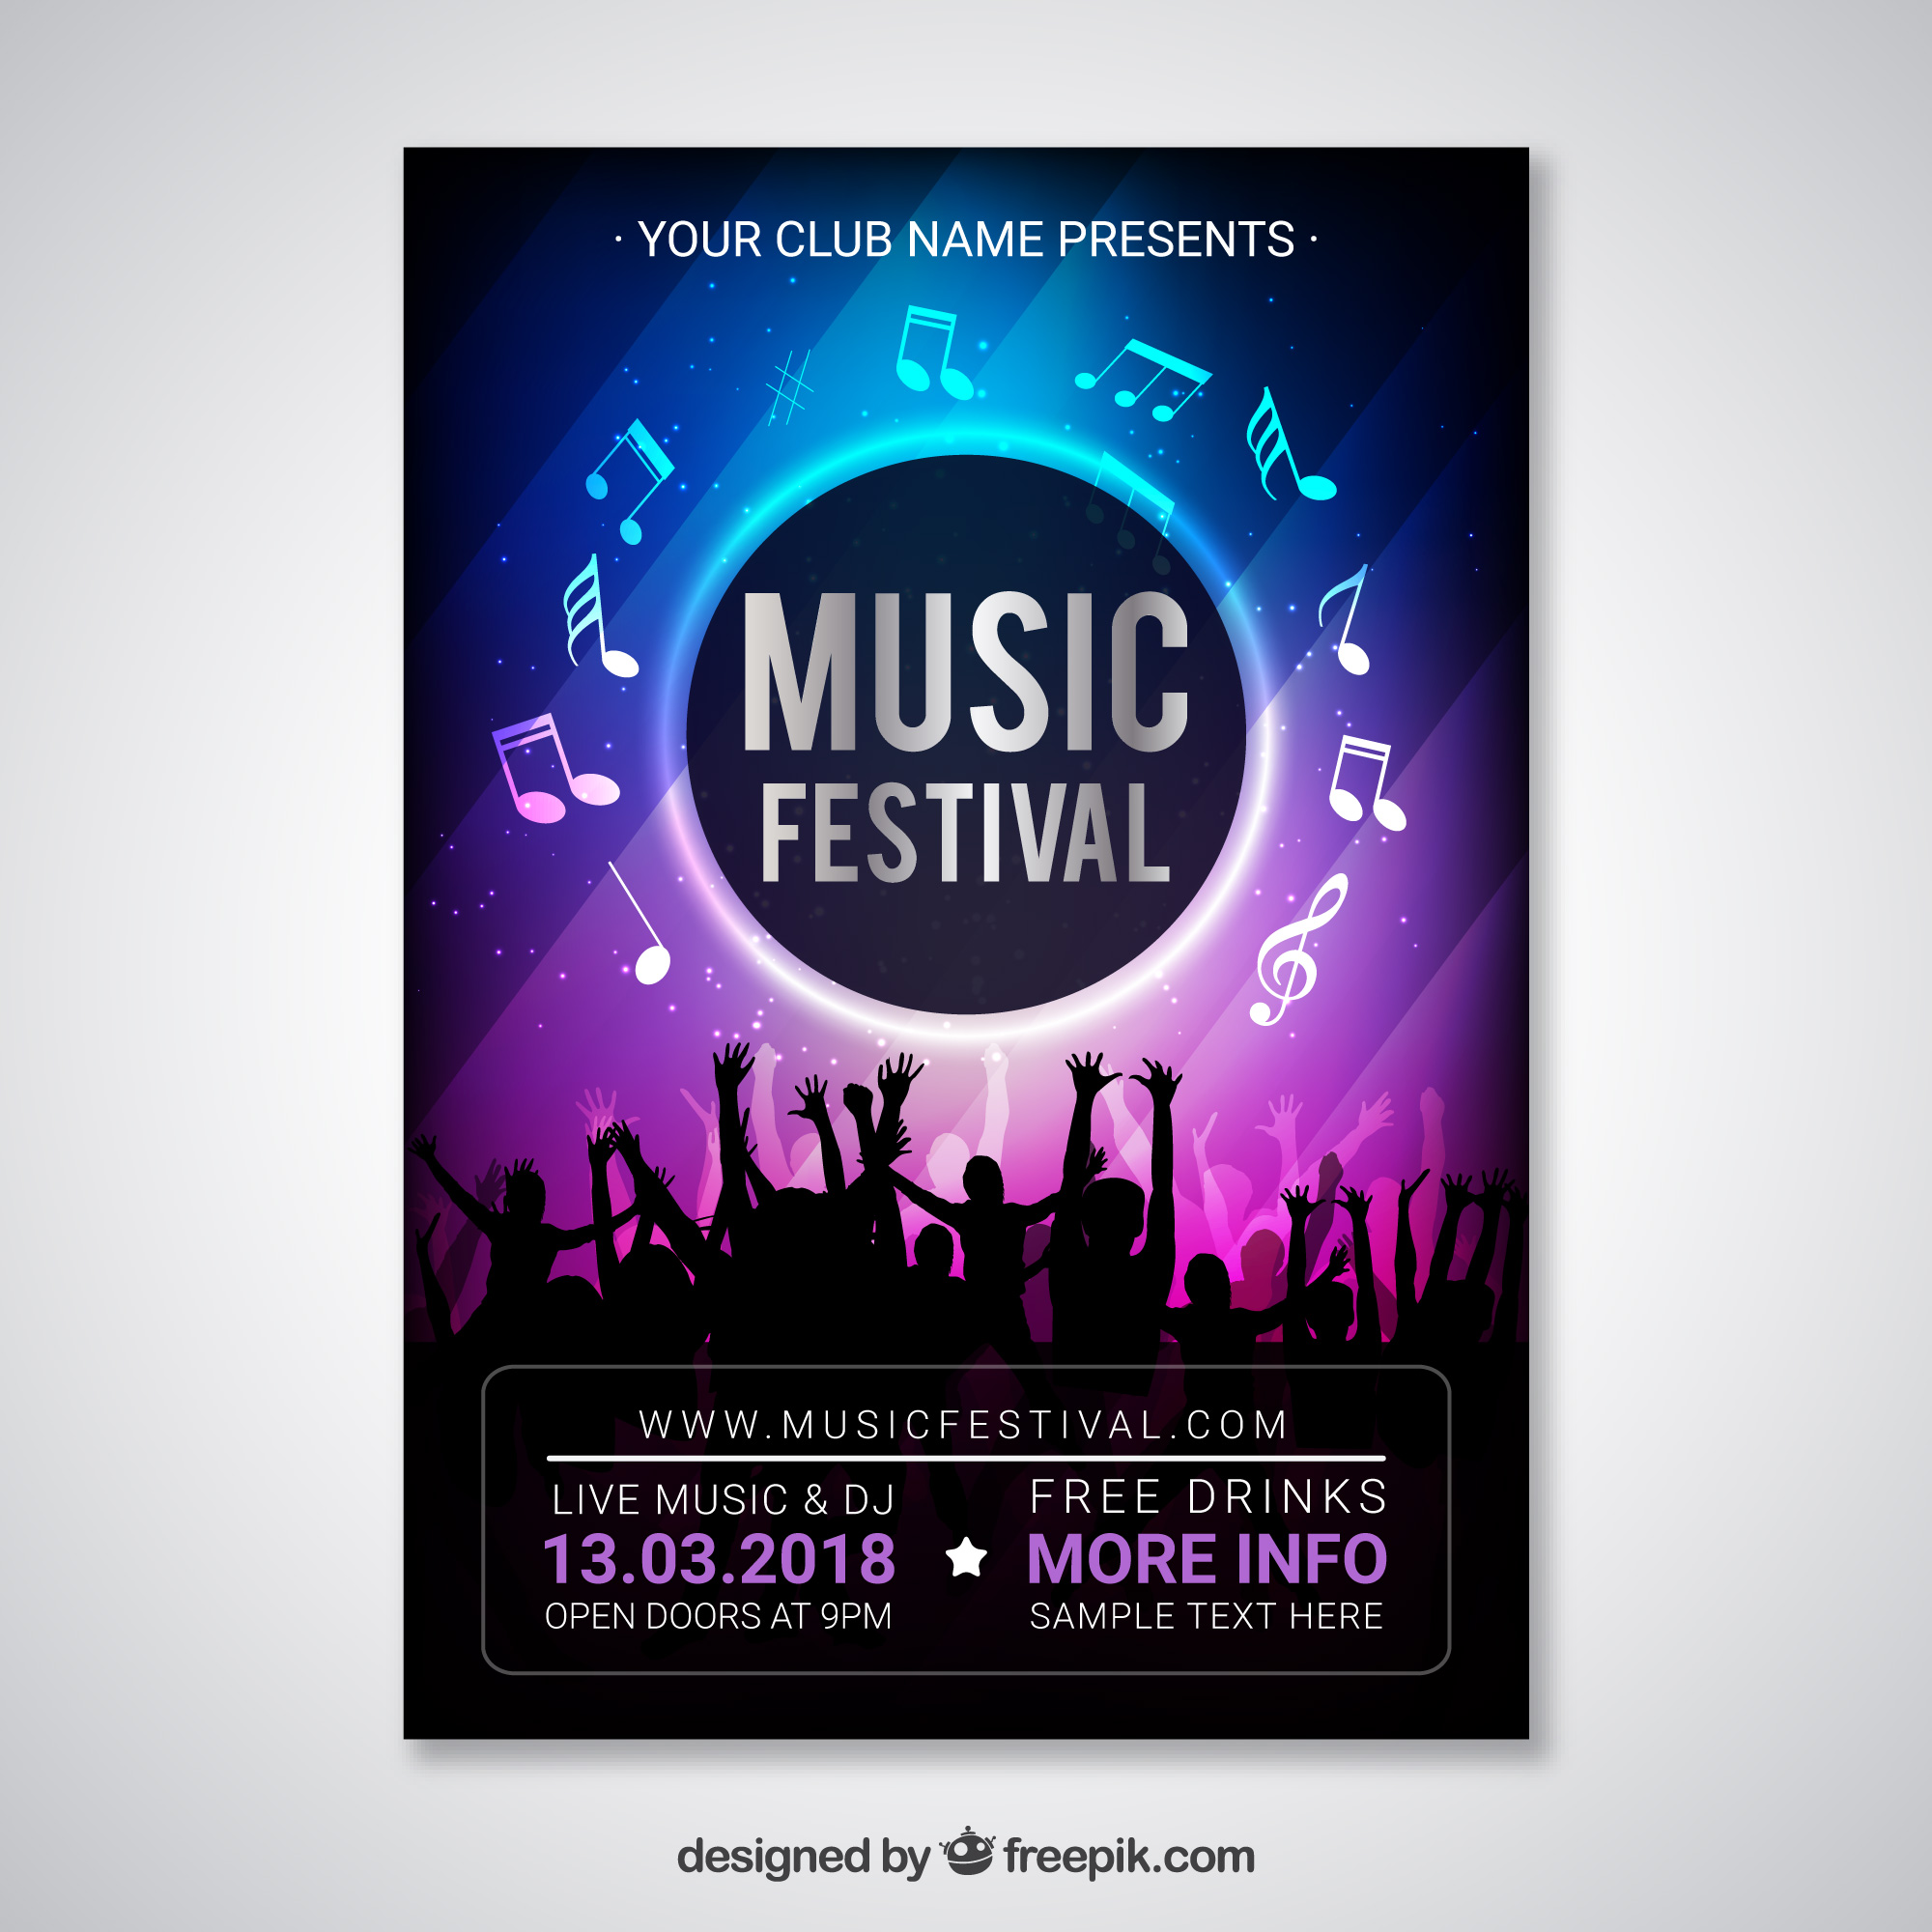 · YOUR CLUB NAME PRESENTS ·
MUSIC
FESTIVAL
WWW.MUSICFESTIVAL.COM
LIVE MUSIC & DJ
13.03.2018
OPEN DOORS AT 9PM
FREE DRINKS
MORE INFO
SAMPLE TEXT HERE
designed by freepik.com